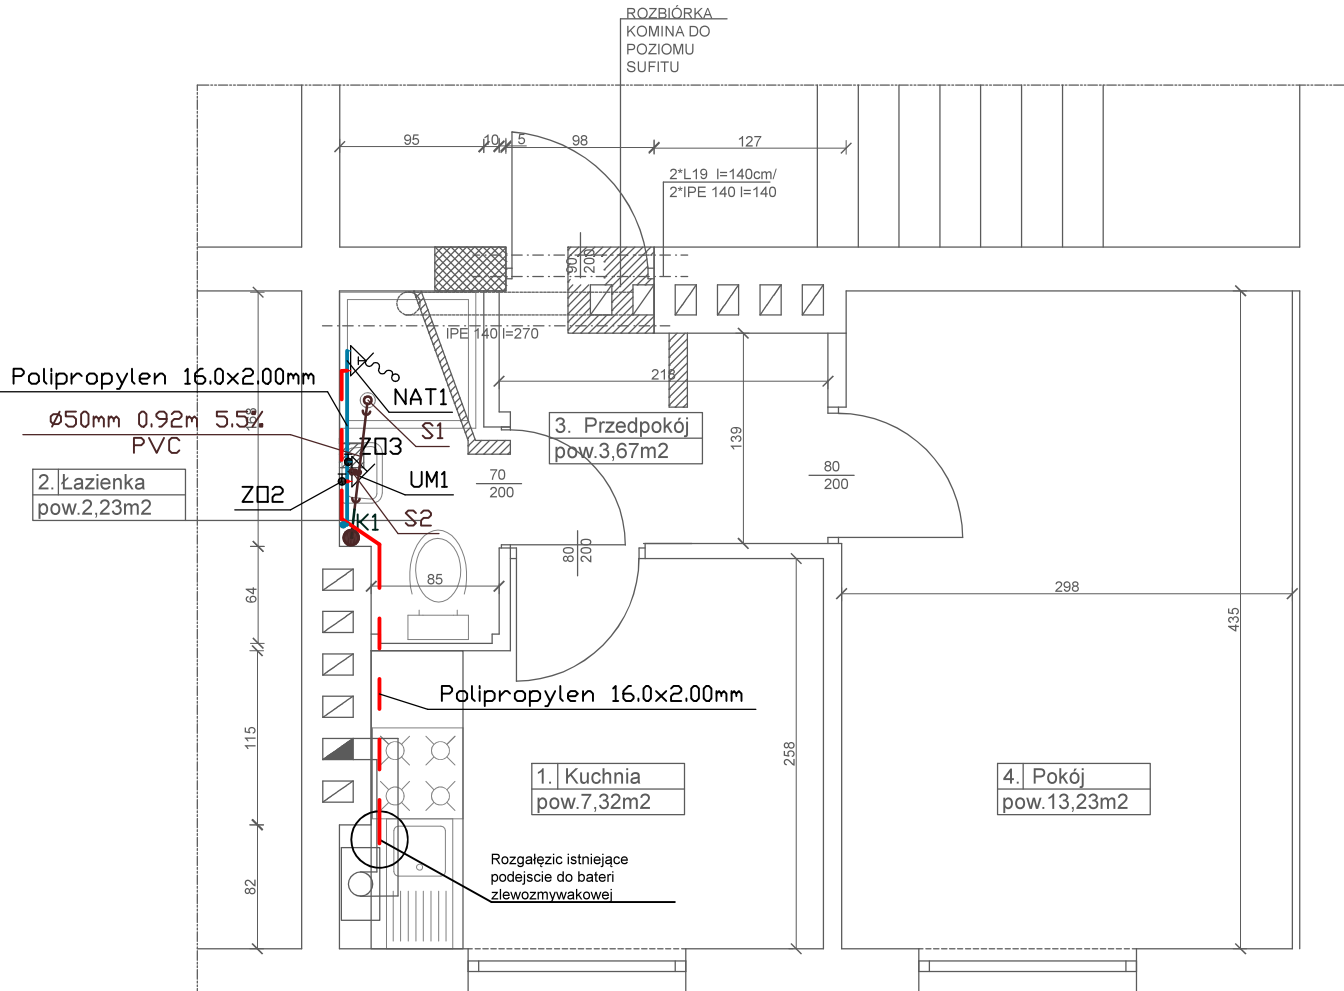 ROZBIÓRKA
KOMINA DO
POZIOMU
SUFITU
95
10
5
98
127
2*L19 l=140cm/
2*IPE 140 l=140
90
200
IPE 140 l=270
Polipropylen 16.0x2.00mm
NAT1
218
Ø50mm 0.92m 5.5%
PVC
S1
ZO3
3. Przedpokój
pow.3,67m2
139
2. Łazienka
pow.2,23m2
ZO2
UM1
S2
K1
70
200
80
200
80
200
85
64
298
435
Polipropylen 16.0x2.00mm
115
258
1. Kuchnia
pow.7,32m2
4. Pokój
pow.13,23m2
82
Rozgałęzic istniejące
podejscie do bateri
zlewozmywakowej